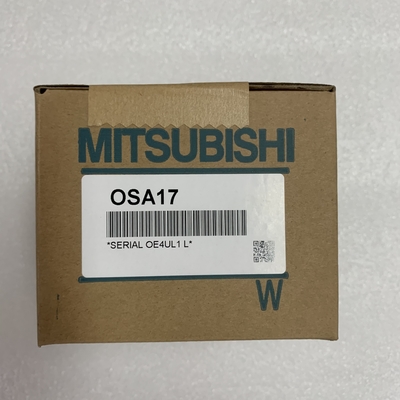 MITSUBISHI
OSA17
*SERIAL OE4UL1 L*
W